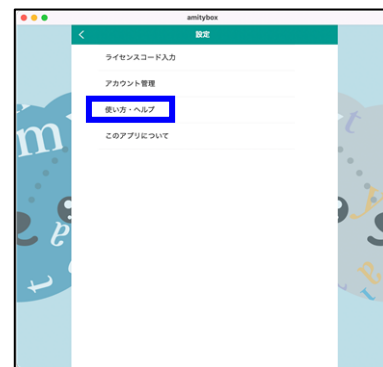 amitybox
設定
ライセンスコード入力
アカウント管理
使い方・ヘルプ
このアプリについて
m
t
a
e
t